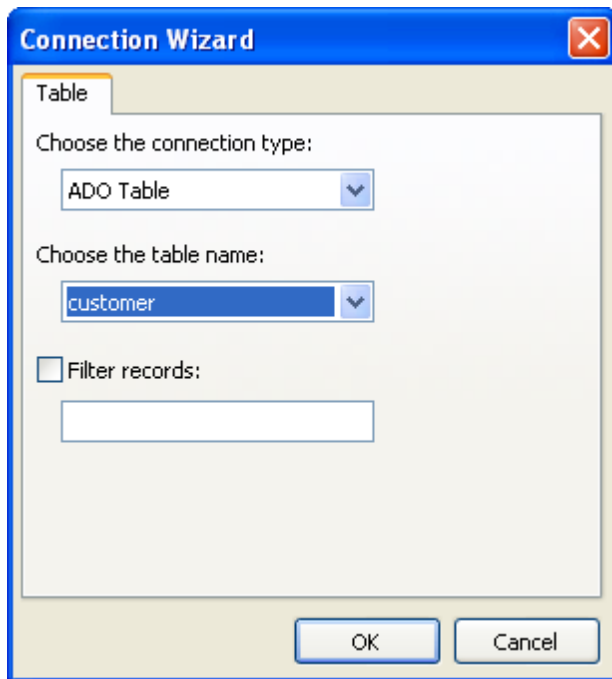 Connection Wizard
Table
Choose the connection type:
ADO Table
Choose the table name:
customer
Filter records:
OK Cancel